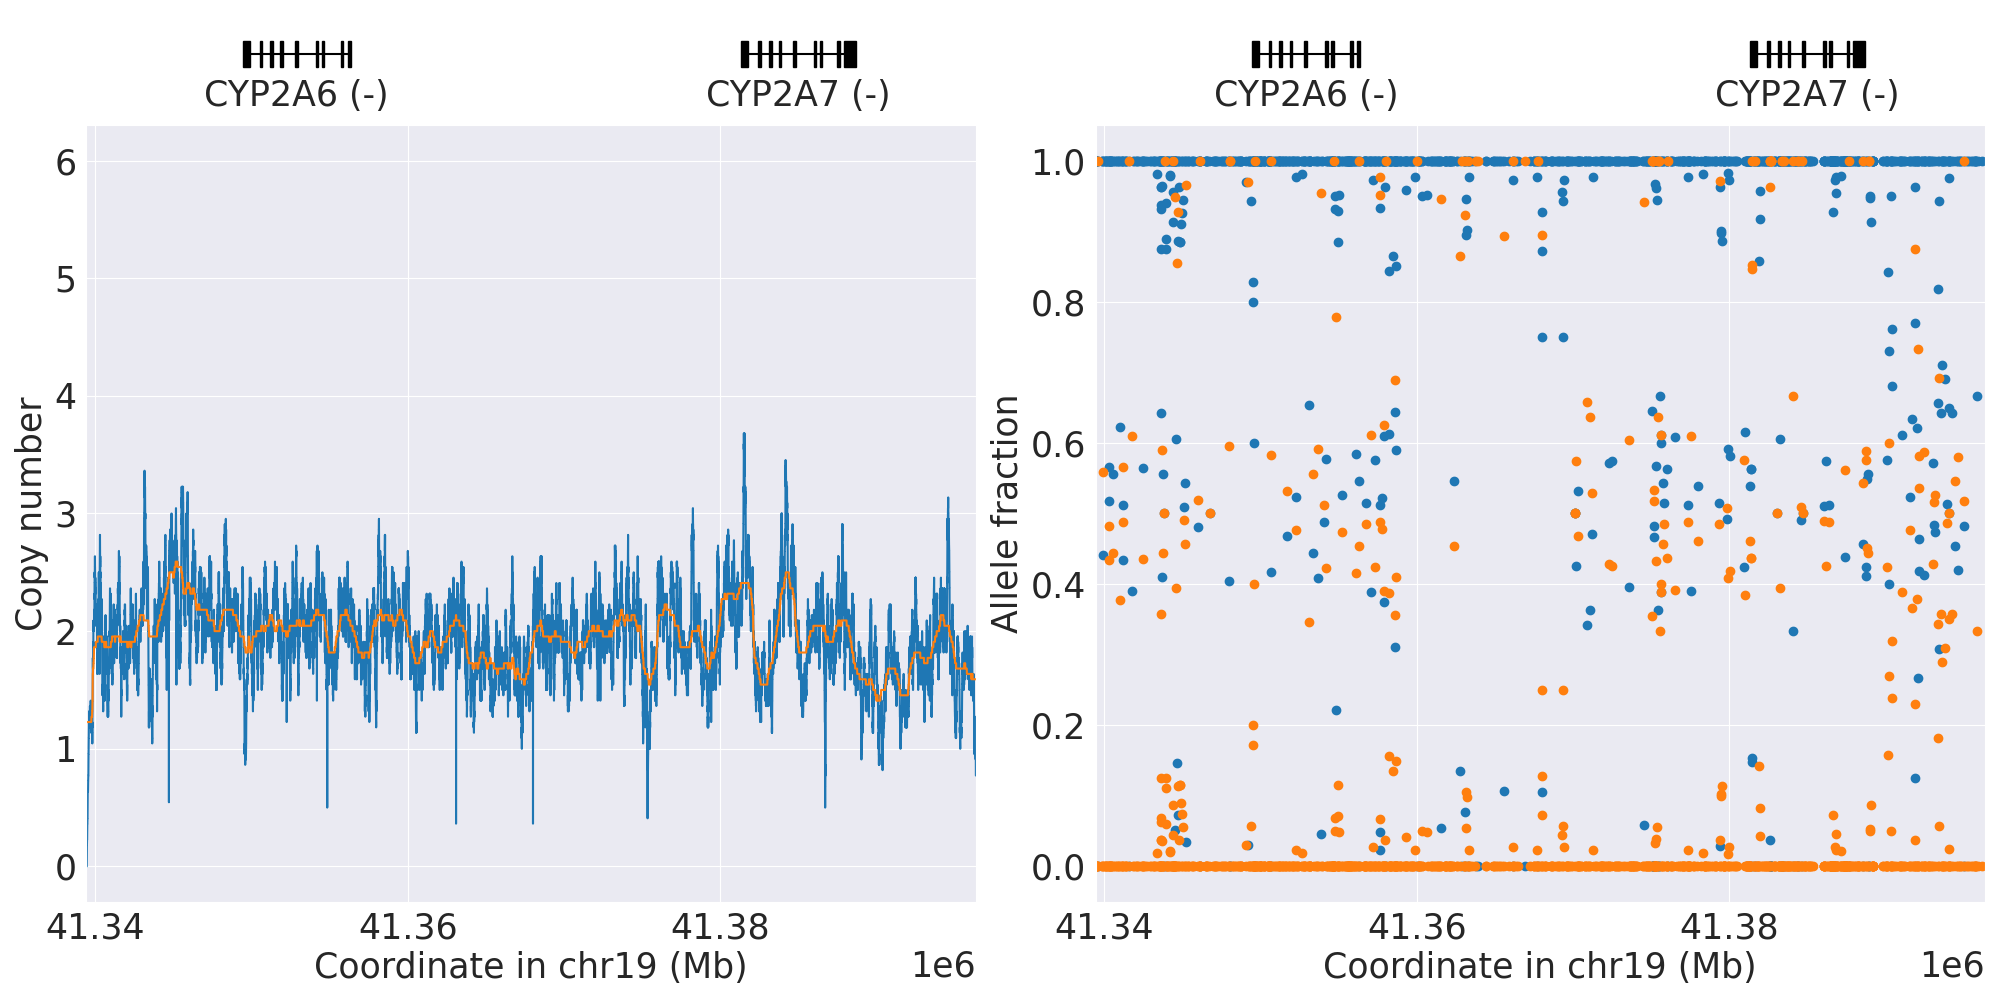 CYP2A6 (-)
CYP2A7 (-)
6
5
4
3
2
1
0
Copy number
41.34
41.36
41.38
Coordinate in chr19 (Mb)
1e6
CYP2A6 (-)
CYP2A7 (-)
1.0
0.8
0.6
0.4
0.2
0.0
Allele fraction
41.34
41.36
41.38
Coordinate in chr19 (Mb)
1e6